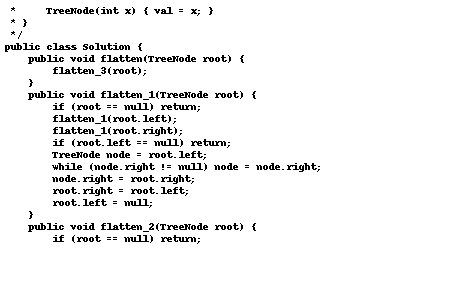 *     TreeNode(int x) { val = x; }
 * }
 */
public class Solution {
    public void flatten(TreeNode root) {
        flatten_3(root);
    }
    public void flatten_1(TreeNode root) {
        if (root == null) return;
        flatten_1(root.left);
        flatten_1(root.right);
        if (root.left == null) return;
        TreeNode node = root.left;
        while (node.right != null) node = node.right;
        node.right = root.right;
        root.right = root.left;
        root.left = null;
    }
    public void flatten_2(TreeNode root) {
        if (root == null) return;